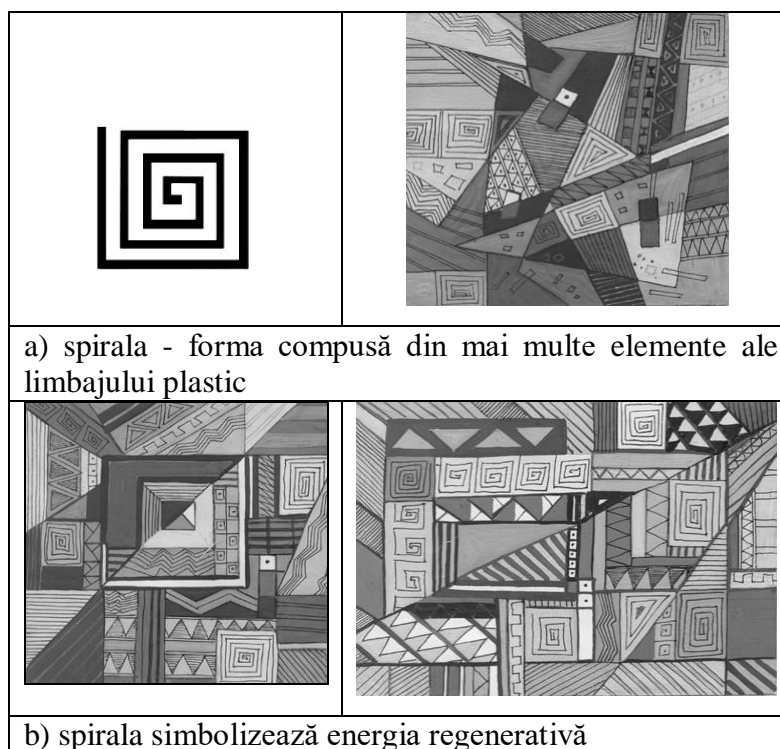 a) spirala - forma compusă din mai multe elemente ale
limbajului plastic
b) spirala simbolizează energia regenerativă